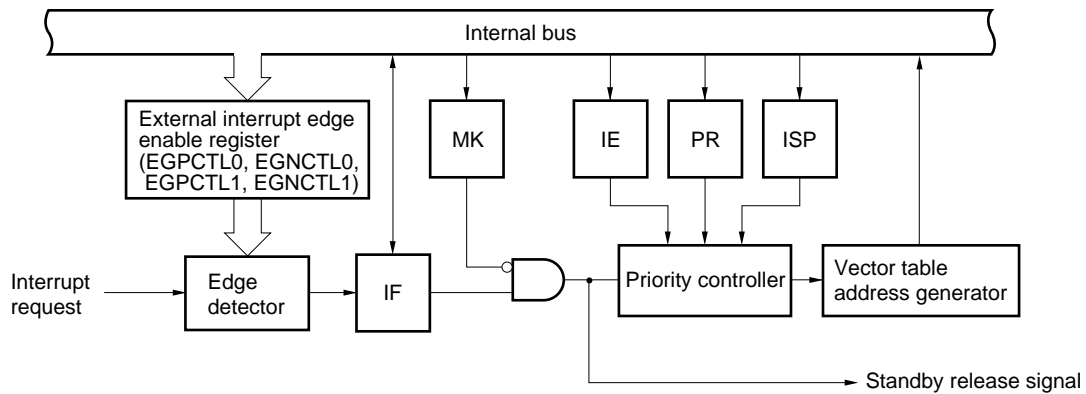 Internal bus
External interrupt edge
enable register
(EGPCTL0, EGNCTL0,
EGPCTL1, EGNCTL1)
MK
IE
PR
ISP
Interrupt
request
Edge
detector
IF
Priority controller
Vector table
address generator
Standby release signal